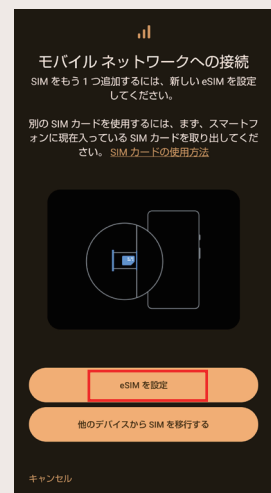 モバイル ネットワークへの接続
SIM をもう 1 つ追加するには、新しい eSIM を設定
してください。
別の SIM カードを使用するには、まず、スマートフ
ォンに現在入っている SIM カードを取り出してくだ
さい。 SIM カードの使用方法
eSIM を設定
他のデバイスから SIM を移行する
キャンセル